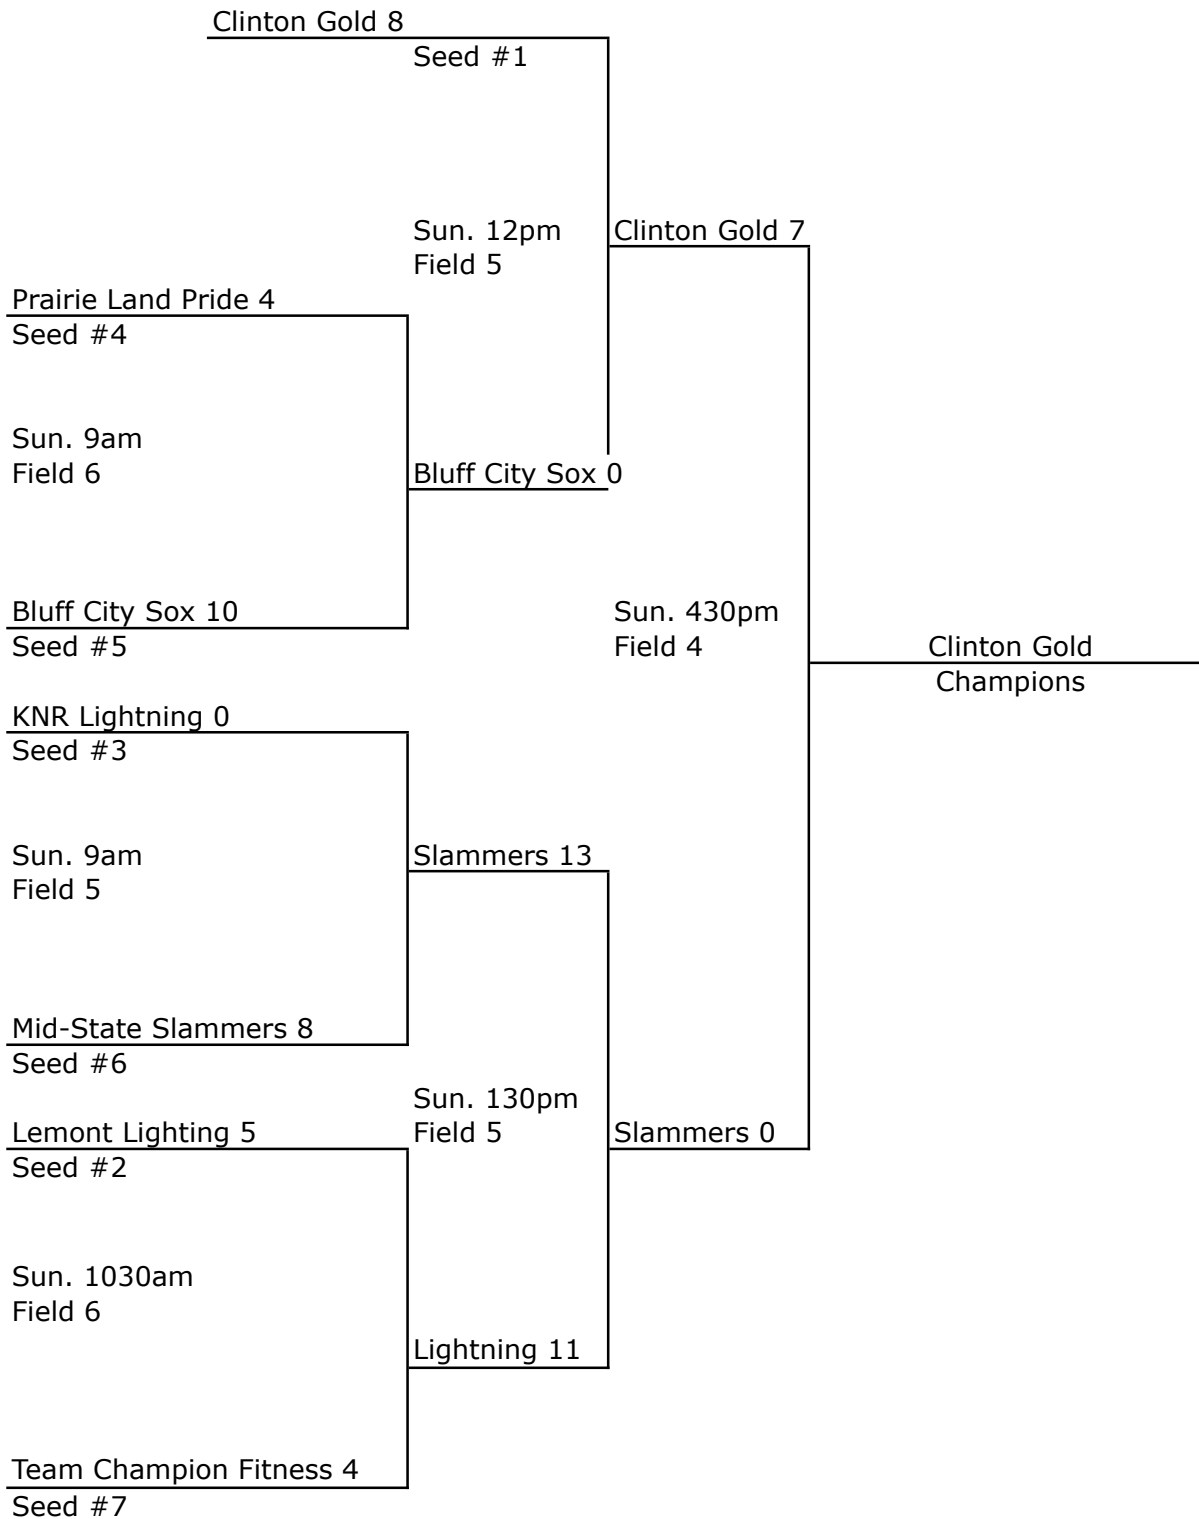 Clinton Gold 8
Seed #1
Sun. 12pm
Field 5
Clinton Gold 7
Prairie Land Pride 4
Seed #4
Sun. 9am
Field 6
Bluff City Sox 0
Bluff City Sox 10
Seed #5
Sun. 430pm
Field 4
Clinton Gold
Champions
KNR Lightning 0
Seed #3
Sun. 9am
Field 5
Slammers 13
Mid-State Slammers 8
Seed #6
Sun. 130pm
Field 5
Slammers 0
Lemont Lighting 5
Seed #2
Sun. 1030am
Field 6
Lightning 11
Team Champion Fitness 4
Seed #7